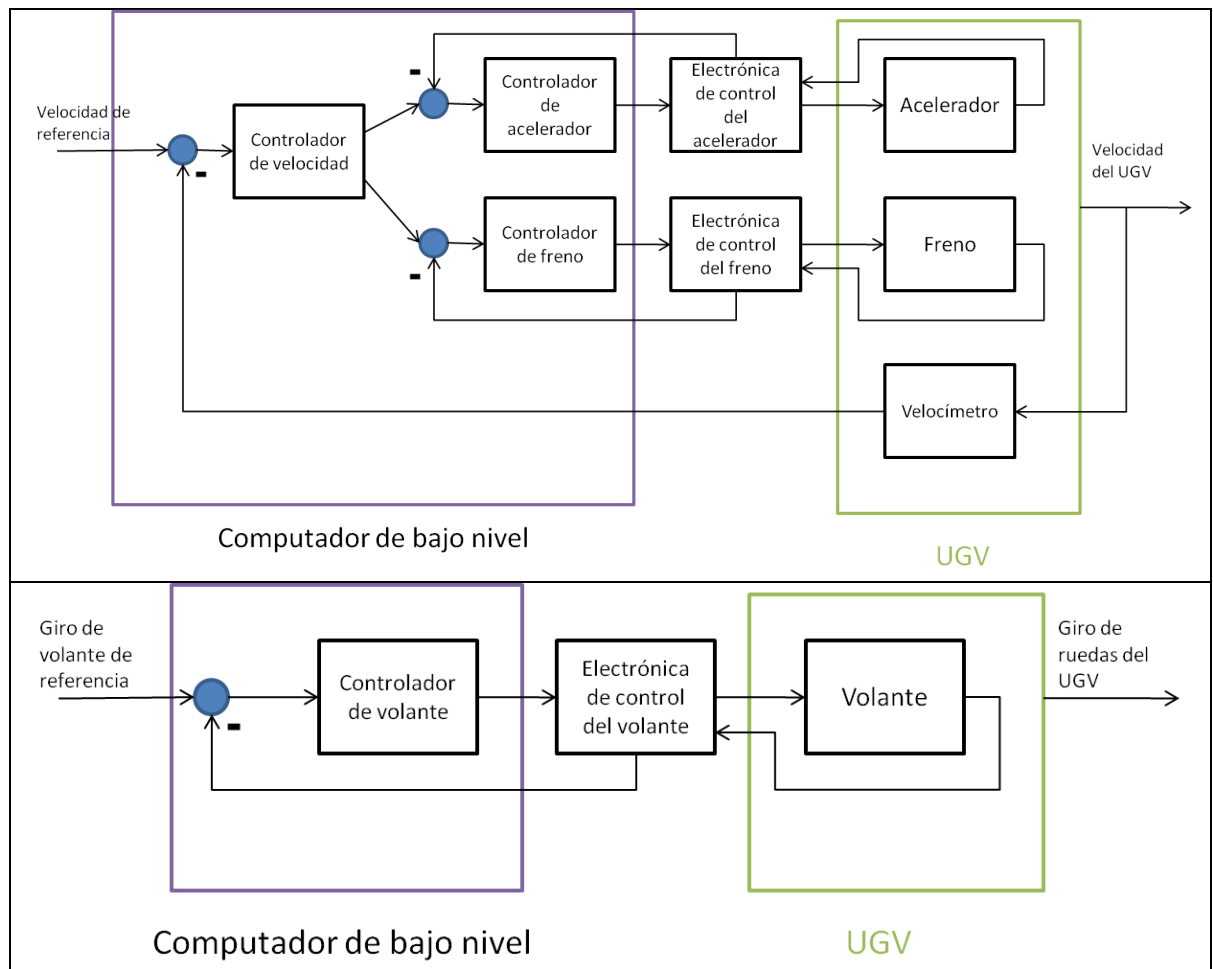 Velocidad de
referencia
-
Controlador
de velocidad
-
Controlador
de
acelerador
Electrónica
de control
del
acelerador
Acelerador
-
Controlador
de freno
Electrónica
de control
del freno
Freno
Velocímetro
Velocidad
del UGV
Computador de bajo nivel
UGV
Giro de
volante de
referencia
-
Controlador
de volante
Electrónica
de control
del volante
Volante
Giro de
ruedas del
UGV
Computador de bajo nivel
UGV